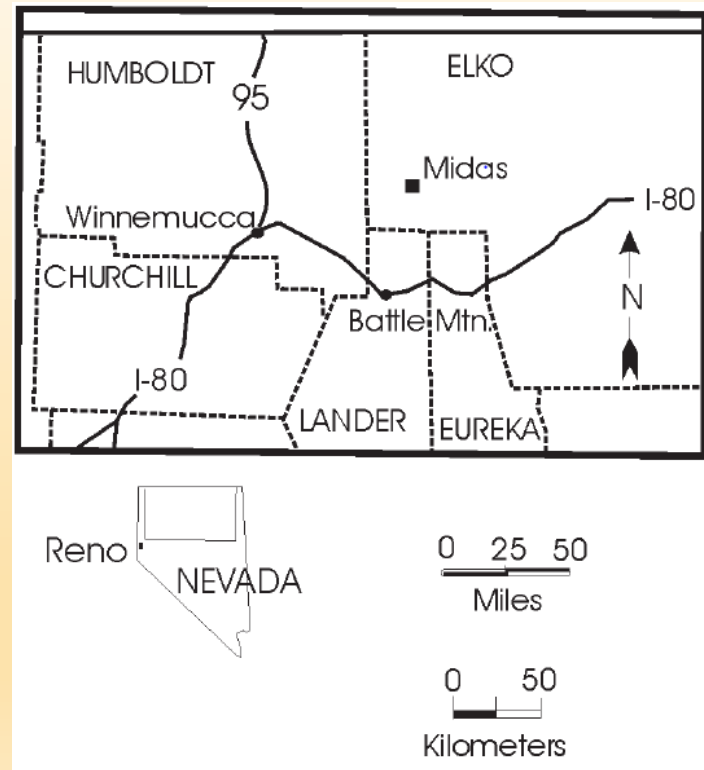 HUMBOLDT
ELKO
95
Midas
I-80
Winnemucca
CHURCHILL
N
Battle Mtn.
I-80
LANDER
EUREKA
Reno
NEVADA
0 25 50
Miles
0 50
Kilometers